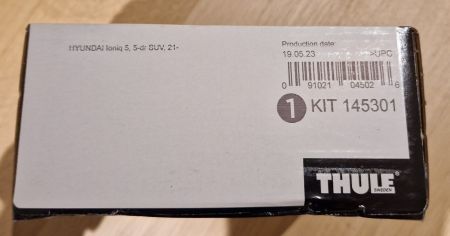 HYUNDAI Ioniq 5, 5-dr SUV, 21-
Production date
19.05.23
UPC
0 91021 04502 6
1 KIT 145301
THULE
SWEDEN